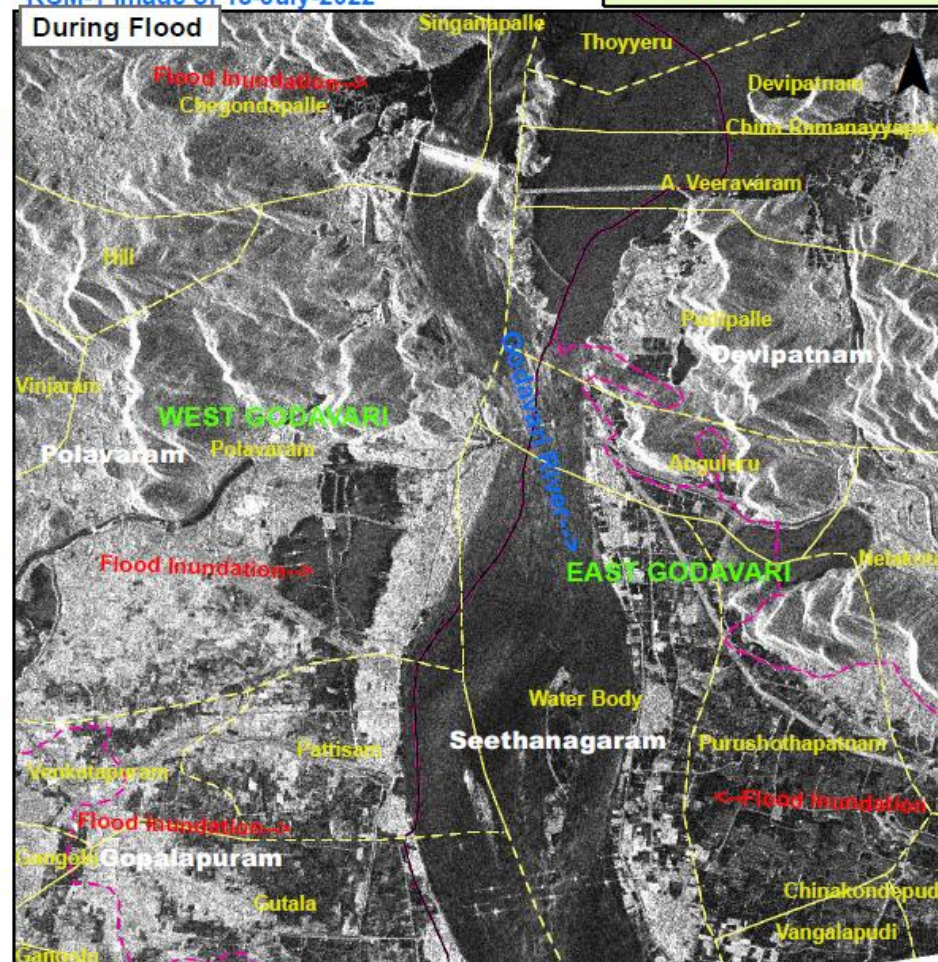 During Flood
Singanapalle
Thoyyeru
Flood Inundation-->
Chegondapalle
Devipatnam
A. Veeravaram
Hill
Pudipalle
Devipatnam
Vinjaram
Godavari River--->
WEST GODAVARI
Polavaram
Polavaram
Anguluru
Flood Inundation-->
EAST GODAVARI
Water Body
Seethanagaram
Pattisam
Purushothapatnam
Venkatapuram
<--Flood Inundation
Flood Inundation-->
Gopalapuram
Gutala
Vangalapudi